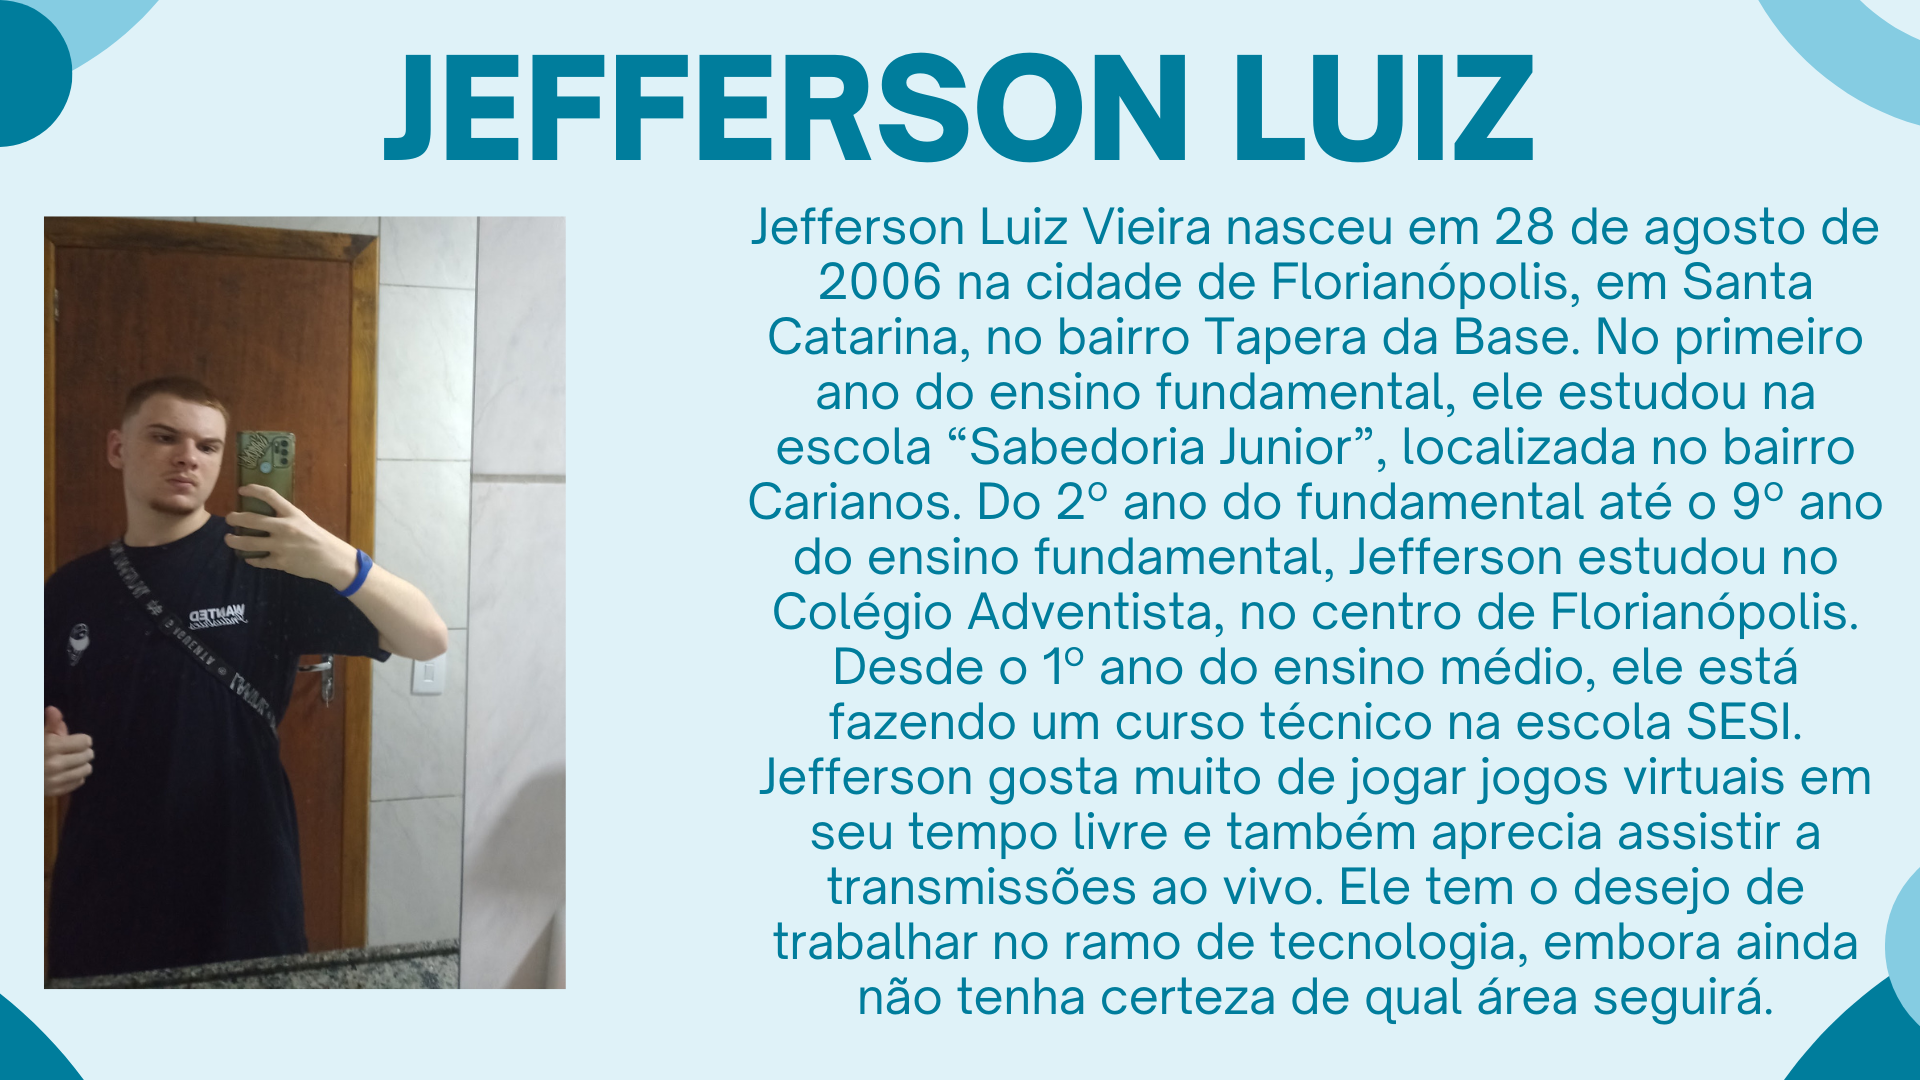 JEFFERSON LUIZ
Jefferson Luiz Vieira nasceu em 28 de agosto de
2006 na cidade de Florianópolis, em Santa
Catarina, no bairro Tapera da Base. No primeiro
ano do ensino fundamental, ele estudou na
escola “Sabedoria Junior”, localizada no bairro
Carianos. Do 2º ano do fundamental até o 9º ano
do ensino fundamental, Jefferson estudou no
Colégio Adventista, no centro de Florianópolis.
Desde o 1º ano do ensino médio, ele está
fazendo um curso técnico na escola SESI.
Jefferson gosta muito de jogar jogos virtuais em
seu tempo livre e também aprecia assistir a
transmissões ao vivo. Ele tem o desejo de
trabalhar no ramo de tecnologia, embora ainda
não tenha certeza de qual área seguirá.
WANTED